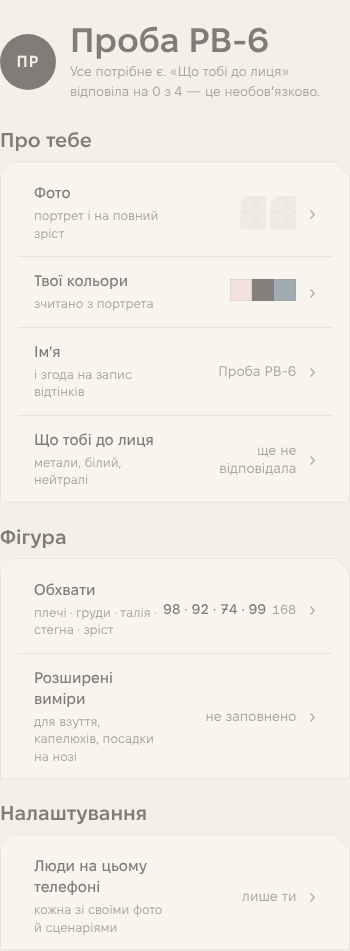 ПР
Проба РВ-6
Усе потрібне є. «Що тобі до лиця»
відповіла на 0 з 4 — це необов’язково.
Про тебе
Фото
портрет і на повний
зріст
Твої кольори
зчитано з портрета
Ім'я
і згода на запис
відтінків
Проба РВ-6
Що тобі до лиця
метали, білий,
нейтралі
ще не
відповідала
Фігура
Обхвати
плечі · груди · талія ·
стегна · зріст
98 · 92 · 74 · 99 168
Розширені
виміри
для взуття,
капелюхів, посадки
на нозі
не заповнено
Налаштування
Люди на цьому
телефоні
кожна зі своїми фото
й сценаріями
лише ти